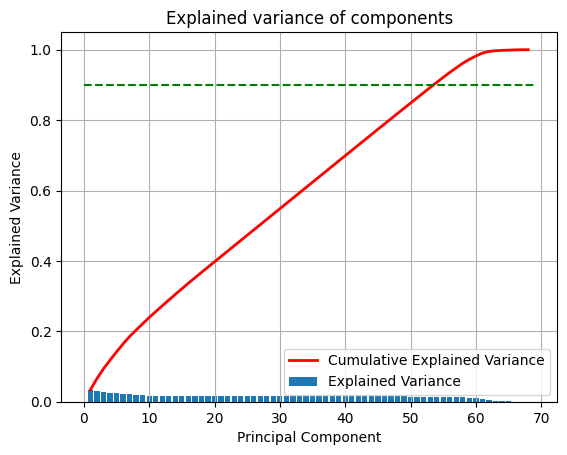 Explained variance of components
1.0
0.8
0.6
0.4
0.2
0.0
Explained Variance
Cumulative Explained Variance
Explained Variance
0 10 20 30 40 50 60 70
Principal Component